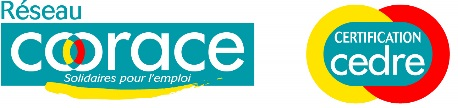 Réseau
coorace
Solidaires pour l'emploi
CERTIFICATION
cedre